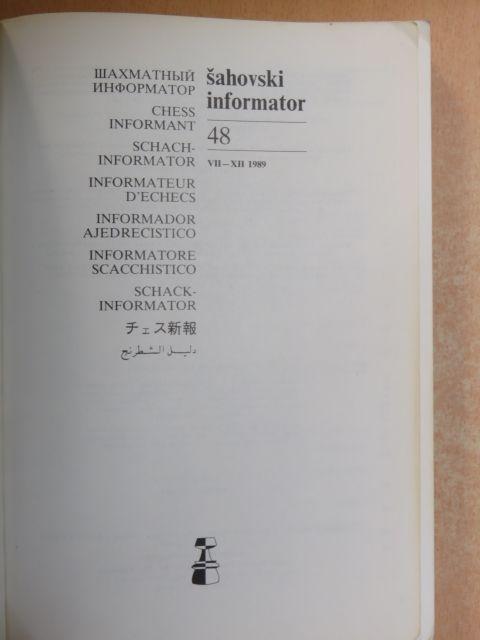 ШАХМАТНЫЙ
ИНФОРМАТОР
CHESS
INFORMANT
SCHACH-
INFORMATOR
INFORMATEUR
D'ECHECS
INFORMADOR
AJEDRECISTICO
INFORMATORE
SCACCHISTICO
SCHACK-
INFORMATOR
チェス新報
دليل الشطرنج
šahovski
informator
48
VII–XII 1989